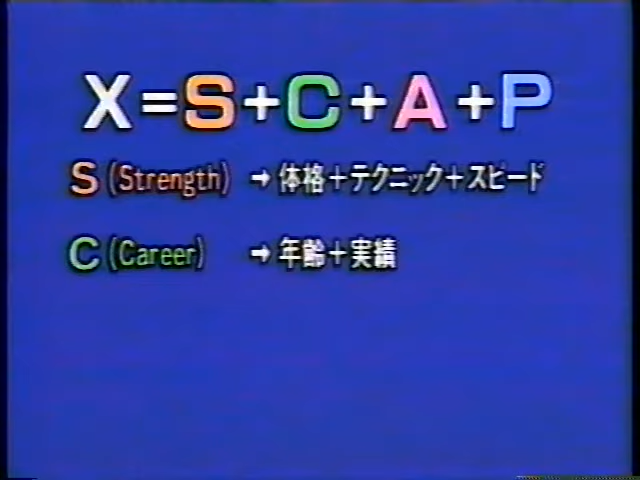 X=S+C+A+P
S (Strength) → 体格+テクニック+スピード
C (Career) → 年齢+実績